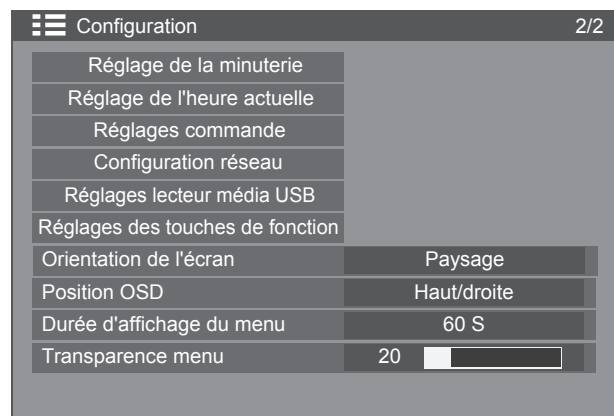 Configuration 2/2
Réglage de la minuterie
Réglage de l'heure actuelle
Réglages commande
Configuration réseau
Réglages lecteur média USB
Réglages des touches de fonction
Orientation de l'écran Paysage
Position OSD Haut/droite
Durée d'affichage du menu 60 S
Transparence menu 20